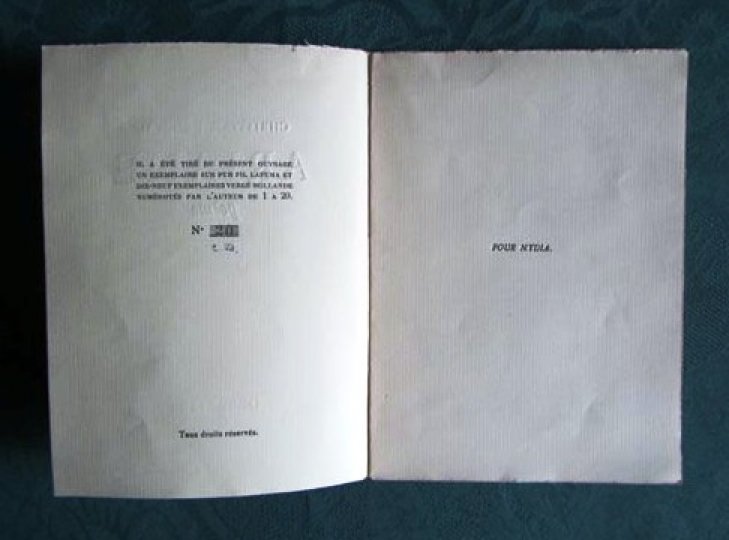 IL A ÉTÉ TIRÉ DU PRÉSENT OUVRAGE
UN EXEMPLAIRE SUR PUR FIL LAFUMA ET
DIX-NEUF EXEMPLAIRES VERGÉ HOLLANDE
NUMÉROTÉS PAR L'AUTEUR DE 1 A 20.
N°
Tous droits réservés.
POUR NYDIA.